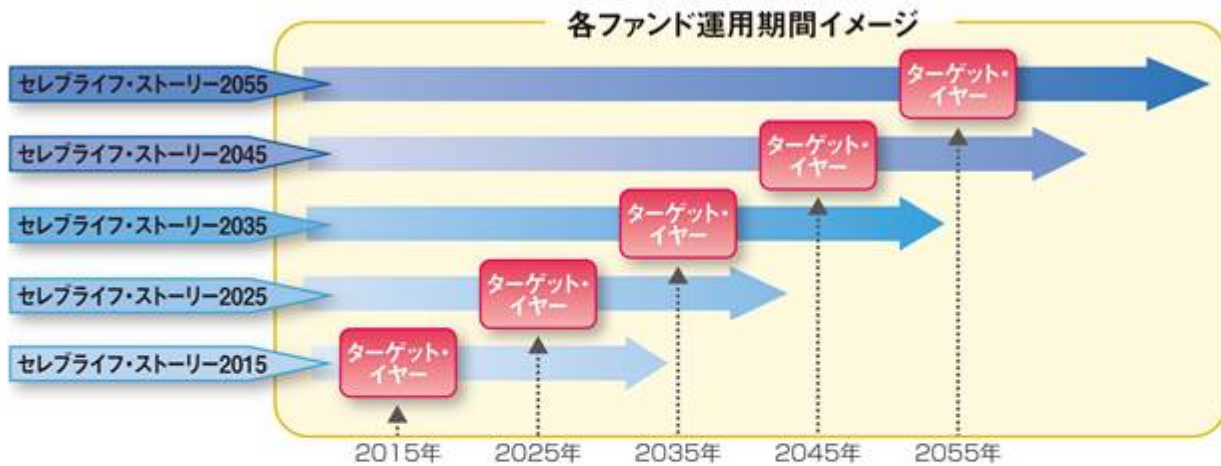 各ファンド運用期間イメージ
セレブライフ・ストーリー2055
ターゲット・
イヤー
セレブライフ・ストーリー2045
ターゲット・
イヤー
セレブライフ・ストーリー2035
ターゲット・
イヤー
セレブライフ・ストーリー2025
ターゲット・
イヤー
セレブライフ・ストーリー2015
ターゲット・
イヤー
2015年 2025年 2035年 2045年 2055年